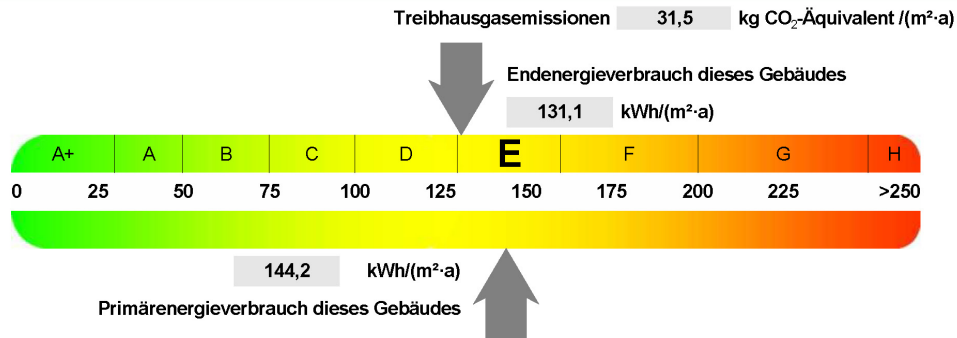 Treibhausgasemissionen 31,5 kg CO₂-Äquivalent /(m²·a)
Endenergieverbrauch dieses Gebäudes
131,1 kWh/(m²·a)
A+ A B C D E F G H
0 25 50 75 100 125 150 175 200 225 >250
144,2 kWh/(m²·a)
Primärenergieverbrauch dieses Gebäudes